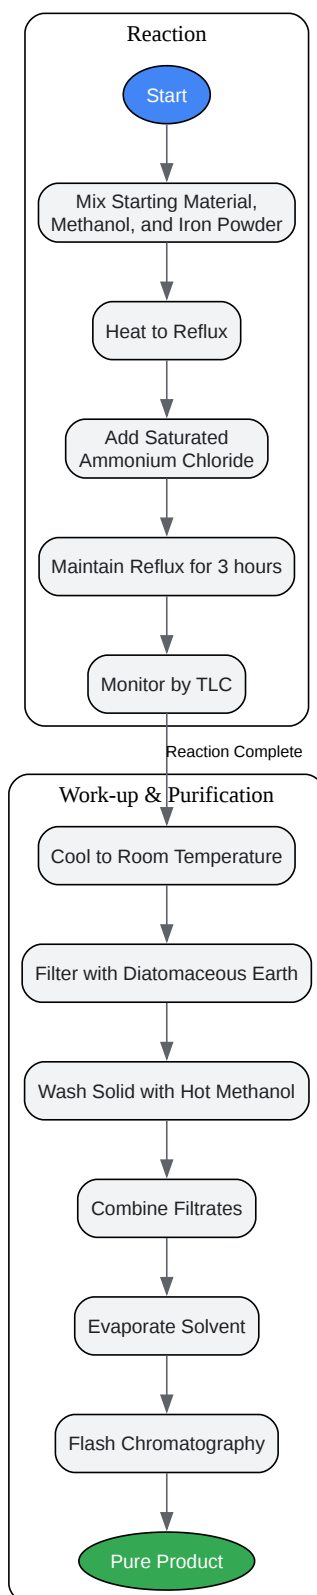 Reaction
Start
Mix Starting Material,
Methanol, and Iron Powder
Heat to Reflux
Add Saturated
Ammonium Chloride
Maintain Reflux for 3 hours
Monitor by TLC
Reaction Complete
Work-up & Purification
Cool to Room Temperature
Filter with Diatomaceous Earth
Wash Solid with Hot Methanol
Combine Filtrates
Evaporate Solvent
Flash Chromatography
Pure Product